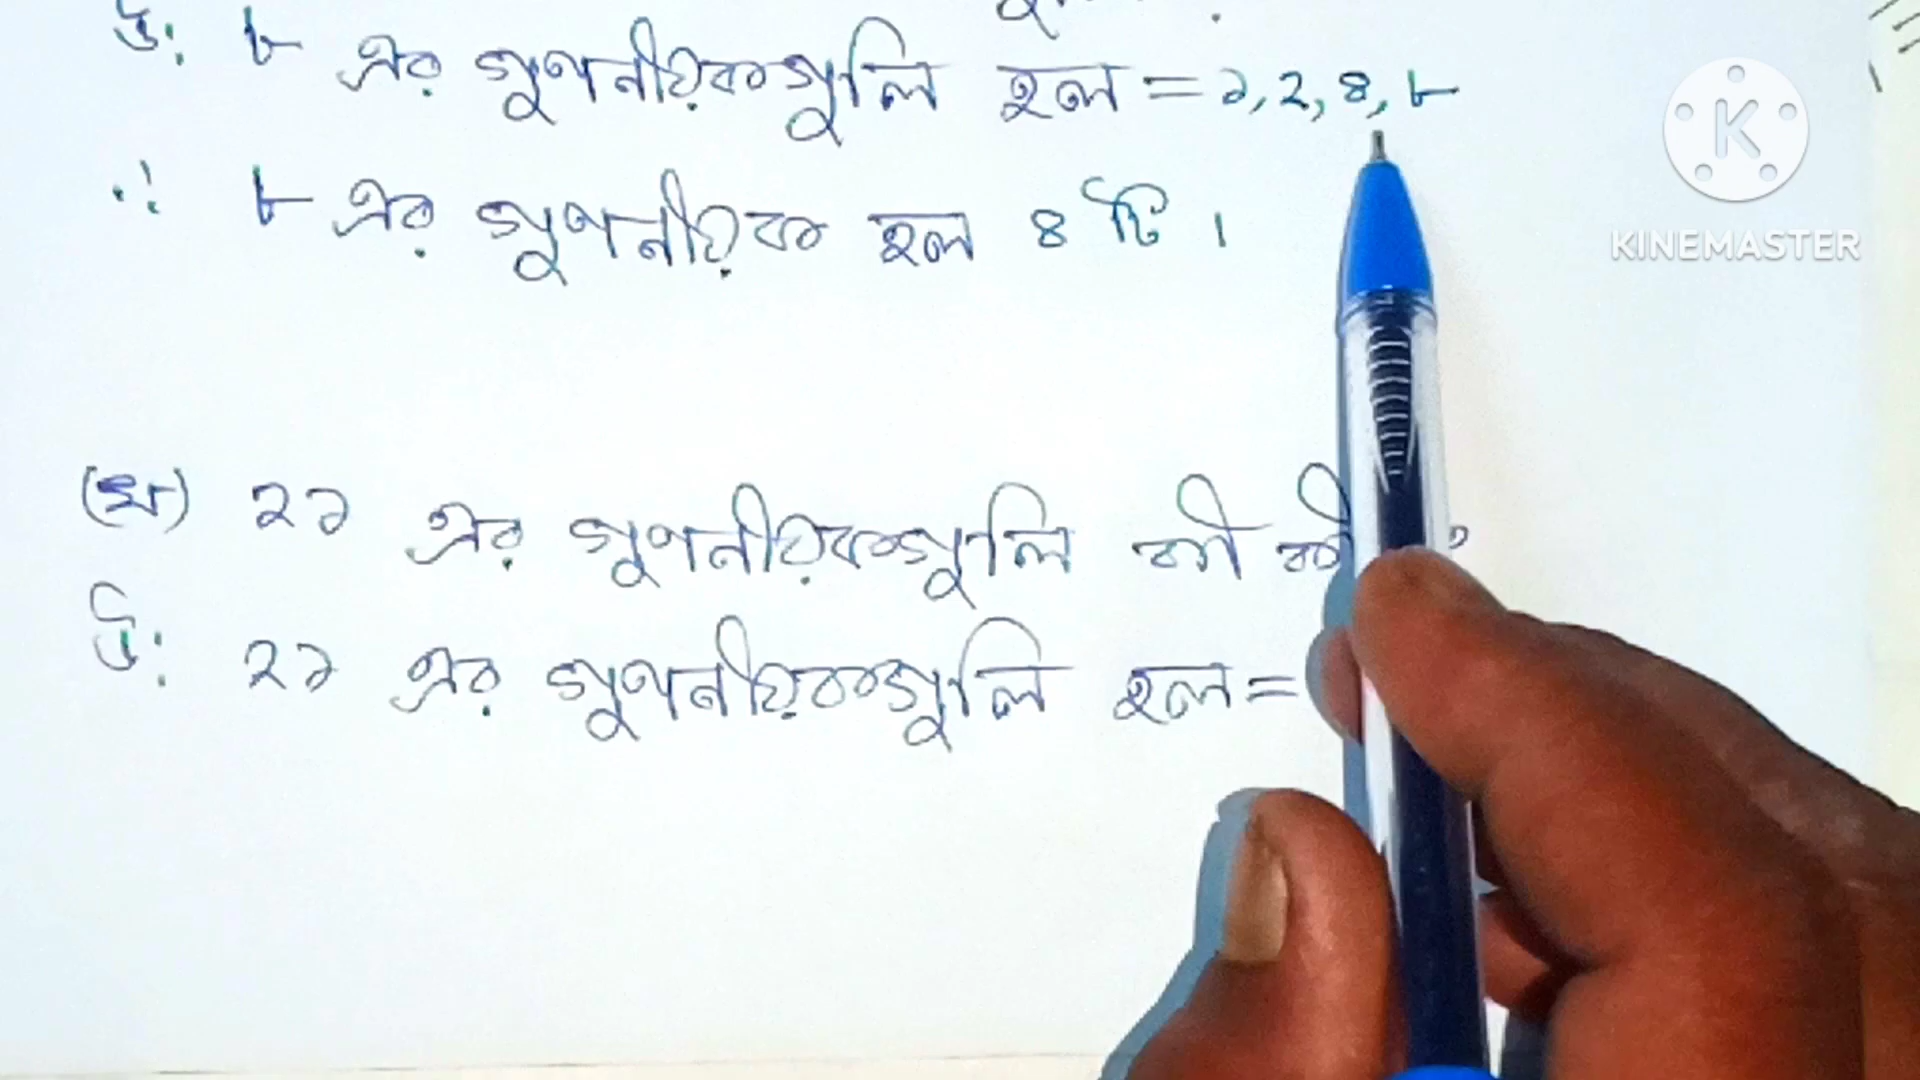 উঃ ৮ এর গুণনীয়কগুলি হল = ১, ২, ৪, ৮
∴ ৮ এর গুণনীয়ক হল ৪ টি ।
(খ) ২১ এর গুণনীয়কগুলি কী কী ?
উঃ ২১ এর গুণনীয়কগুলি হল =
K
KINEMASTER